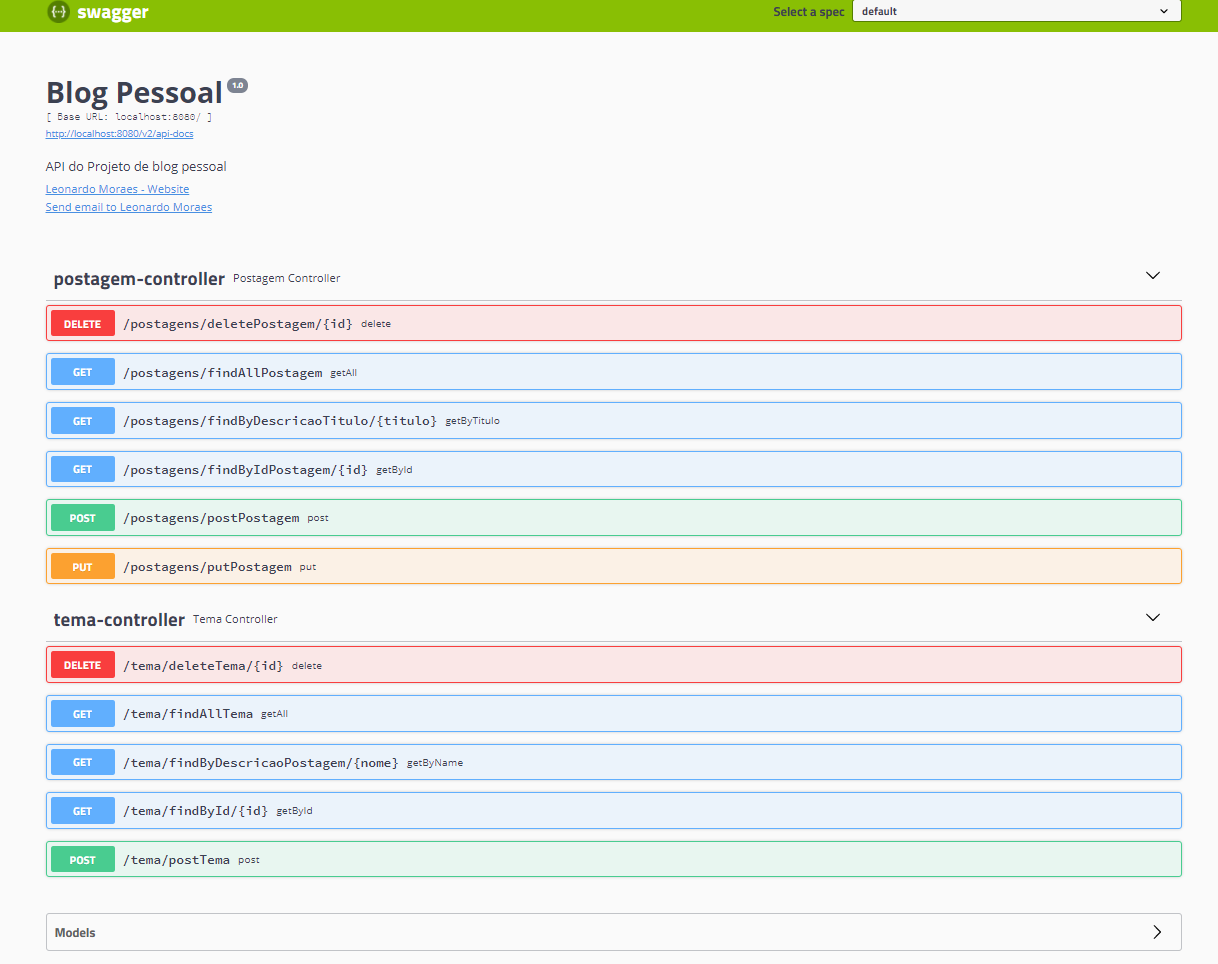 {···} swagger Select a spec default
Blog Pessoal 1.0
[ Base URL: localhost:8080/ ]
http://localhost:8080/v2/api-docs
API do Projeto de blog pessoal
Leonardo Moraes - Website
Send email to Leonardo Moraes
postagem-controller Postagem Controller
DELETE /postagens/deletePostagem/{id} delete
GET /postagens/findAllPostagem getAll
GET /postagens/findByDescricaoTitulo/{titulo} getByTitulo
GET /postagens/findByIdPostagem/{id} getById
POST /postagens/postPostagem post
PUT /postagens/putPostagem put
tema-controller Tema Controller
DELETE /tema/deleteTema/{id} delete
GET /tema/findAllTema getAll
GET /tema/findByDescricaoPostagem/{nome} getByName
GET /tema/findById/{id} getById
POST /tema/postTema post
Models